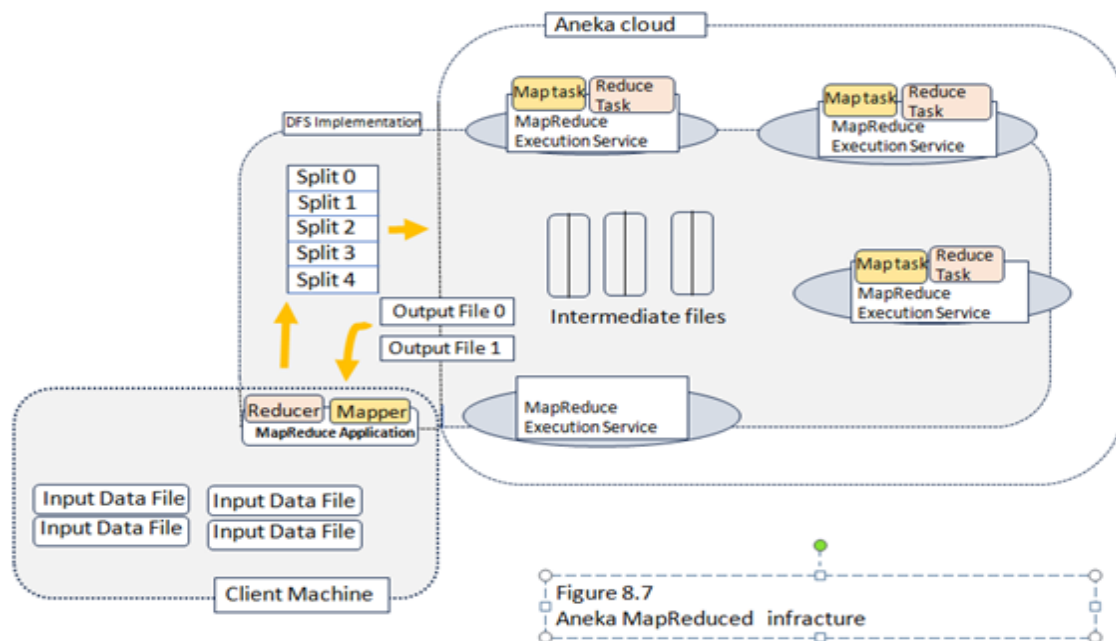 Aneka cloud
Map task
Reduce
Task
MapReduce
Execution Service
Map task
Reduce
Task
MapReduce
Execution Service
DFS Implementation
Split 0
Split 1
Split 2
Split 3
Split 4
Output File 0
Output File 1
Intermediate files
Map task
Reduce
Task
MapReduce
Execution Service
MapReduce
Execution Service
Reducer
Mapper
MapReduce Application
Input Data File
Input Data File
Input Data File
Input Data File
Client Machine
Figure 8.7
Aneka MapReduced infracture